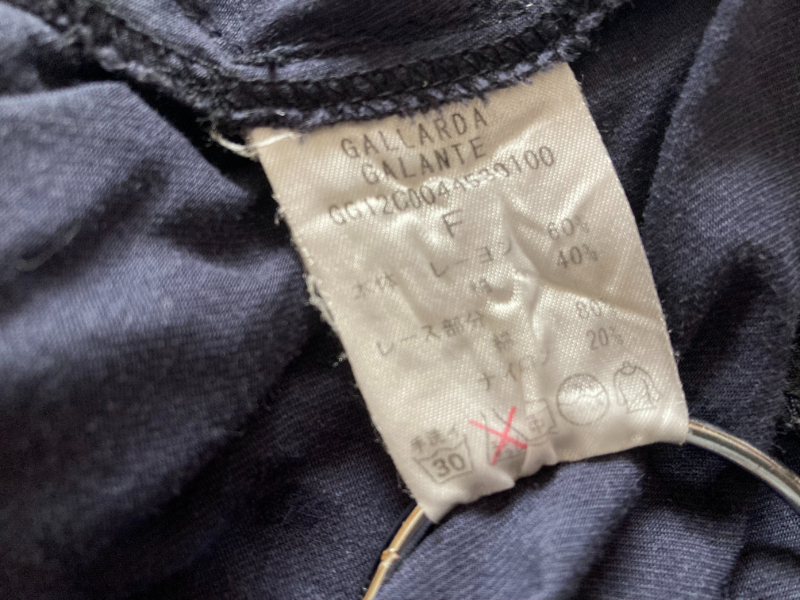 GALLARDA
GALANTE
F
本体 レーヨン 60%
綿 40%
レース部分 綿 80%
ナイロン 20%
手洗イ
30